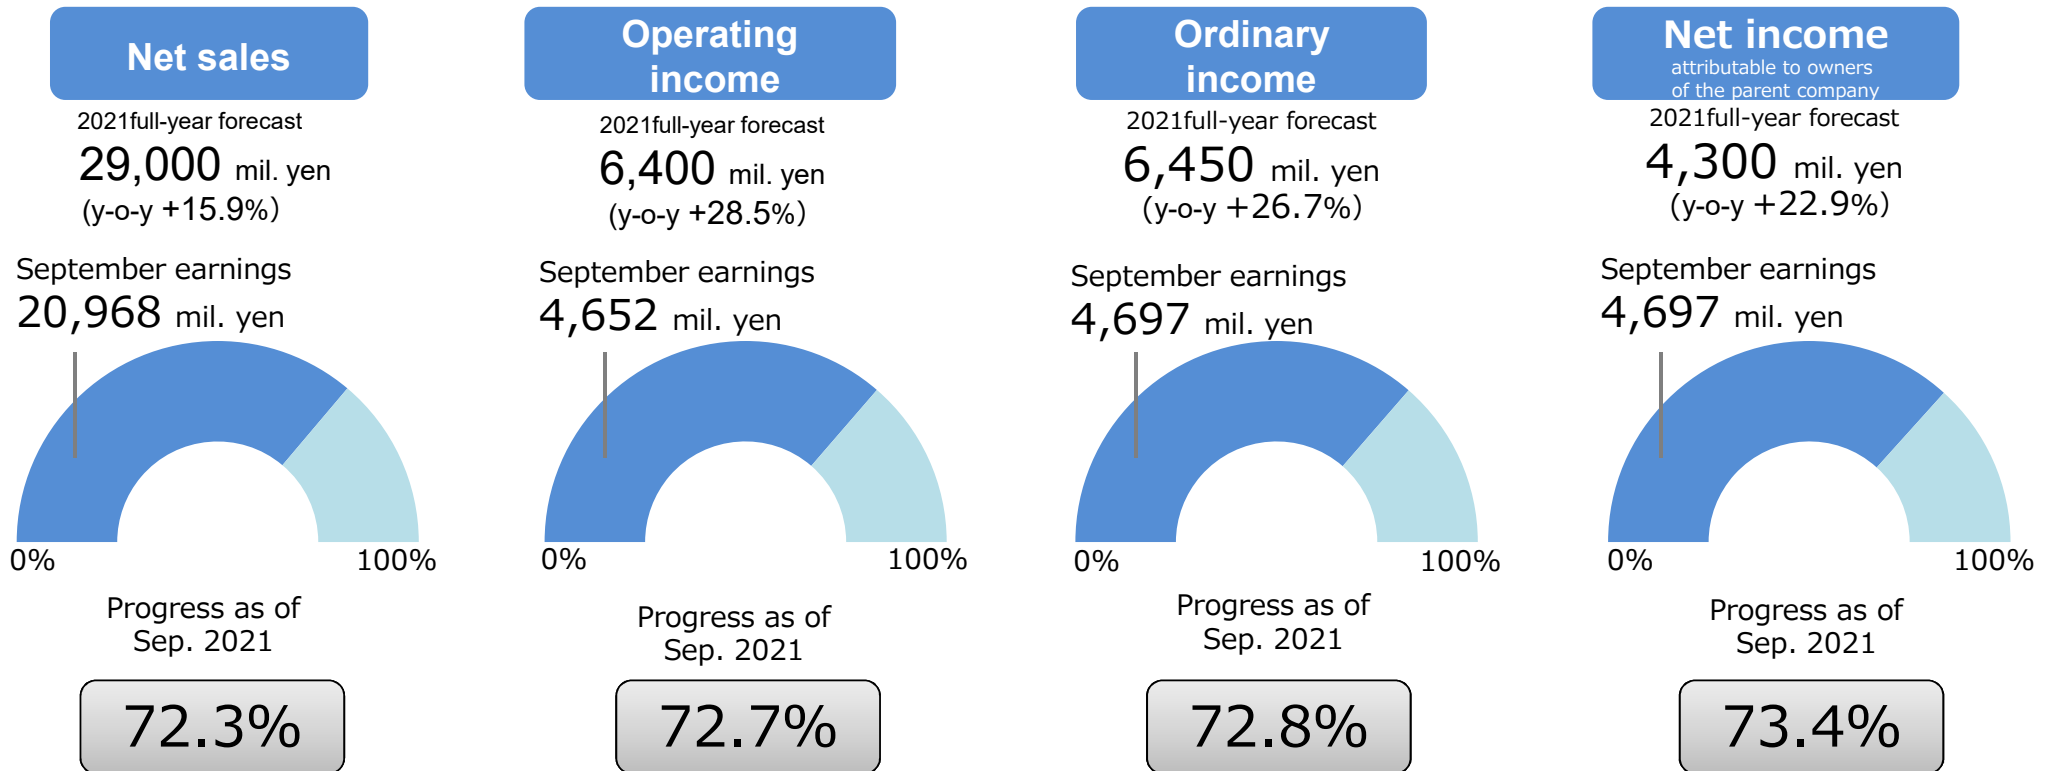 Net sales
2021full-year forecast
29,000 mil. yen
(y-o-y +15.9%)
September earnings
20,968 mil. yen
0% 100%
Progress as of
Sep. 2021
72.3%
Operating
income
2021full-year forecast
6,400 mil. yen
(y-o-y +28.5%)
September earnings
4,652 mil. yen
0% 100%
Progress as of
Sep. 2021
72.7%
Ordinary
income
2021full-year forecast
6,450 mil. yen
(y-o-y +26.7%)
September earnings
4,697 mil. yen
0% 100%
Progress as of
Sep. 2021
72.8%
Net income
attributable to owners
of the parent company
2021full-year forecast
4,300 mil. yen
(y-o-y +22.9%)
September earnings
4,697 mil. yen
0% 100%
Progress as of
Sep. 2021
73.4%